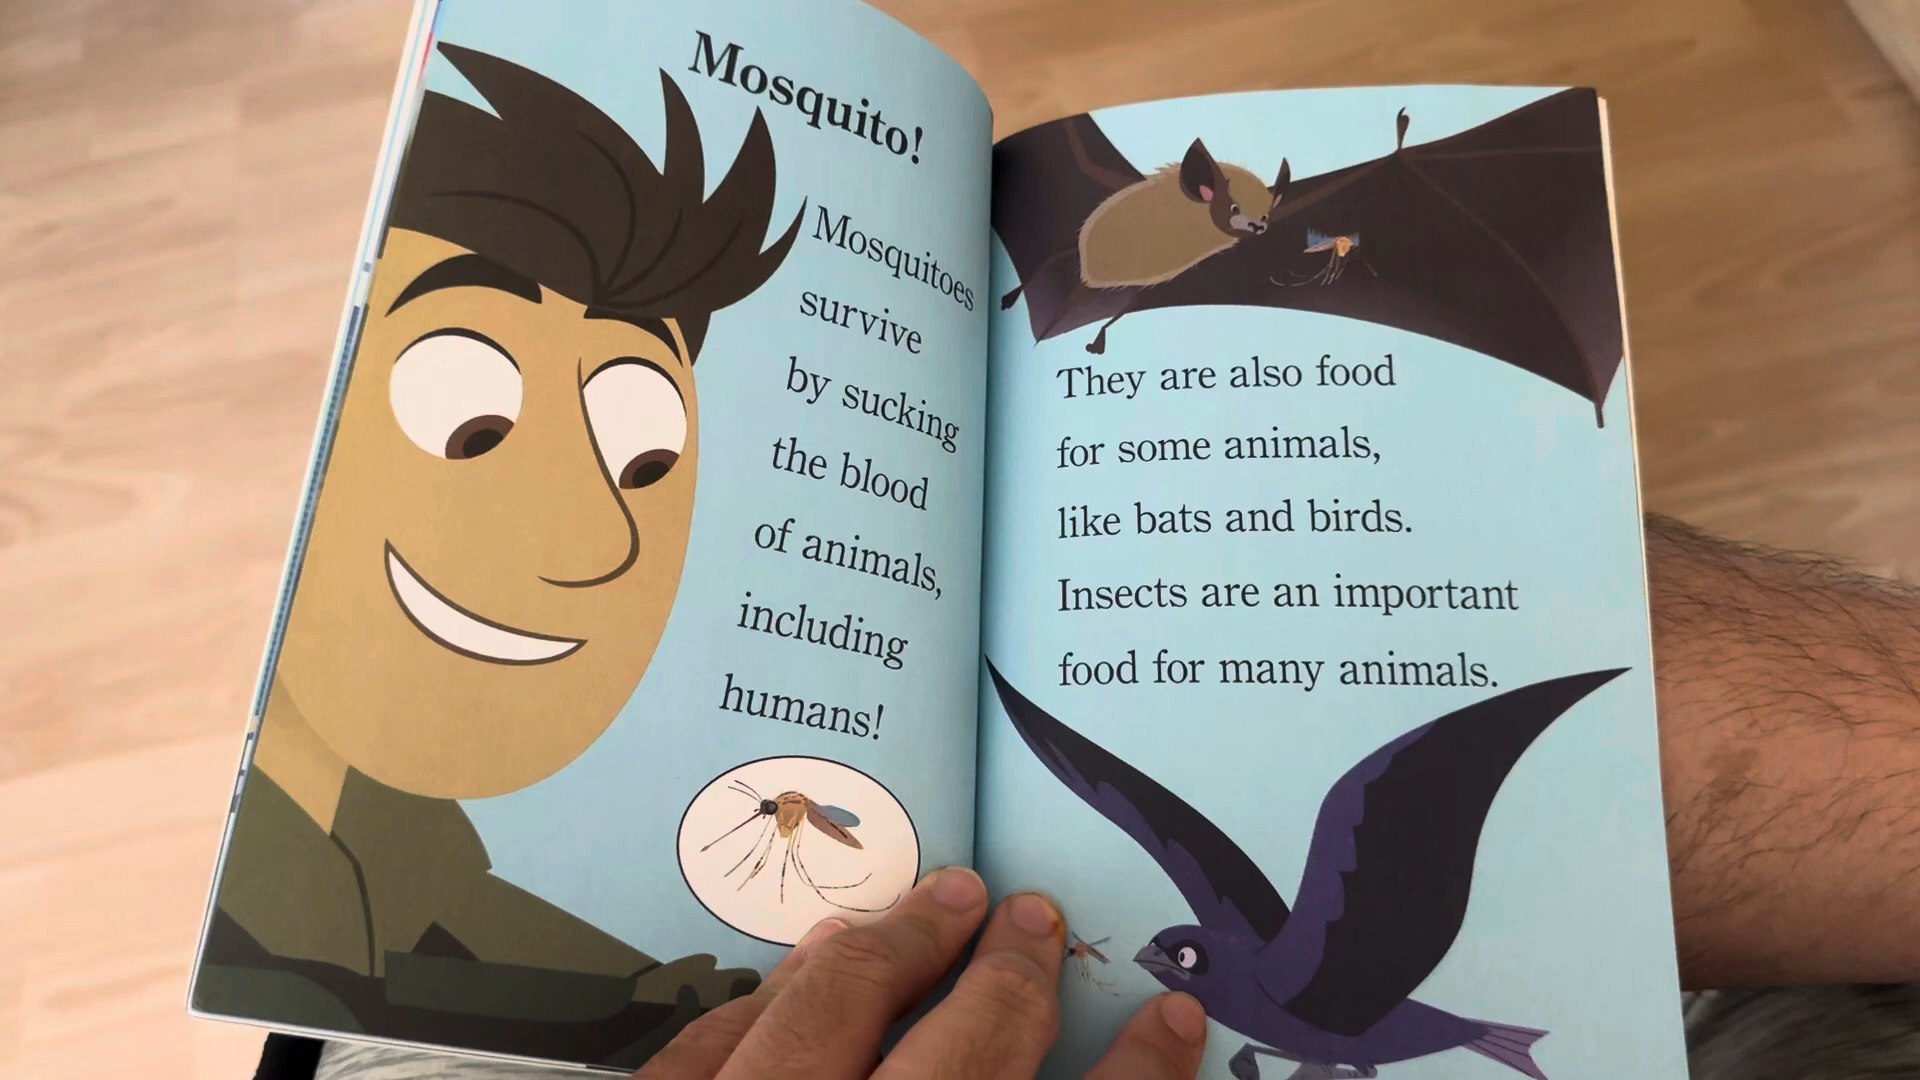 Mosquito!
Mosquitoes
survive
by sucking
the blood
of animals,
including
humans!
They are also food
for some animals,
like bats and birds.
Insects are an important
food for many animals.